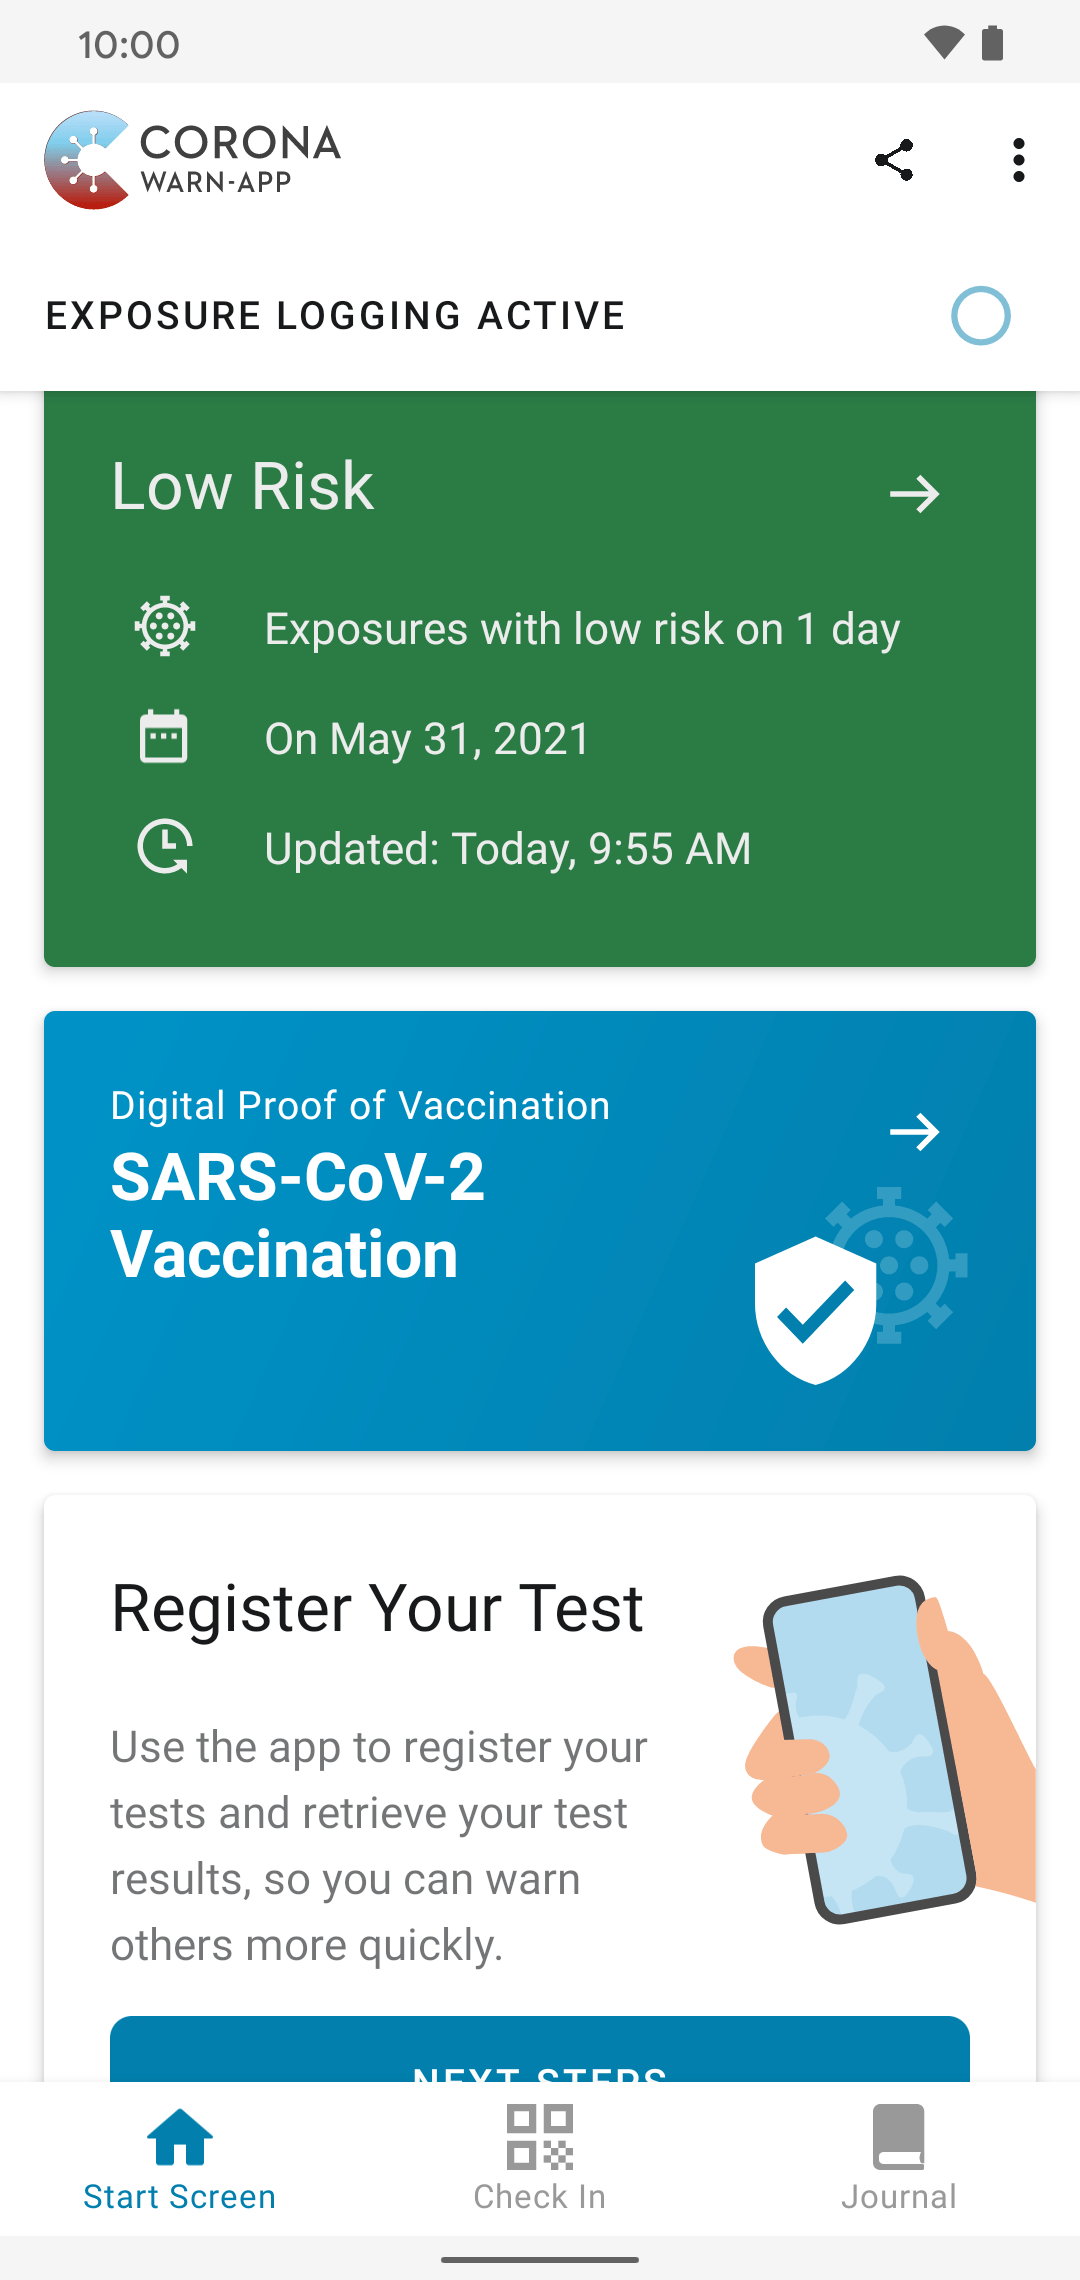 10:00
CORONA
WARN-APP
EXPOSURE LOGGING ACTIVE
Low Risk
Exposures with low risk on 1 day
On May 31, 2021
Updated: Today, 9:55 AM
Digital Proof of Vaccination
SARS-CoV-2
Vaccination
Register Your Test
Use the app to register your
tests and retrieve your test
results, so you can warn
others more quickly.
NEXT STEPS
Start Screen
Check In
Journal